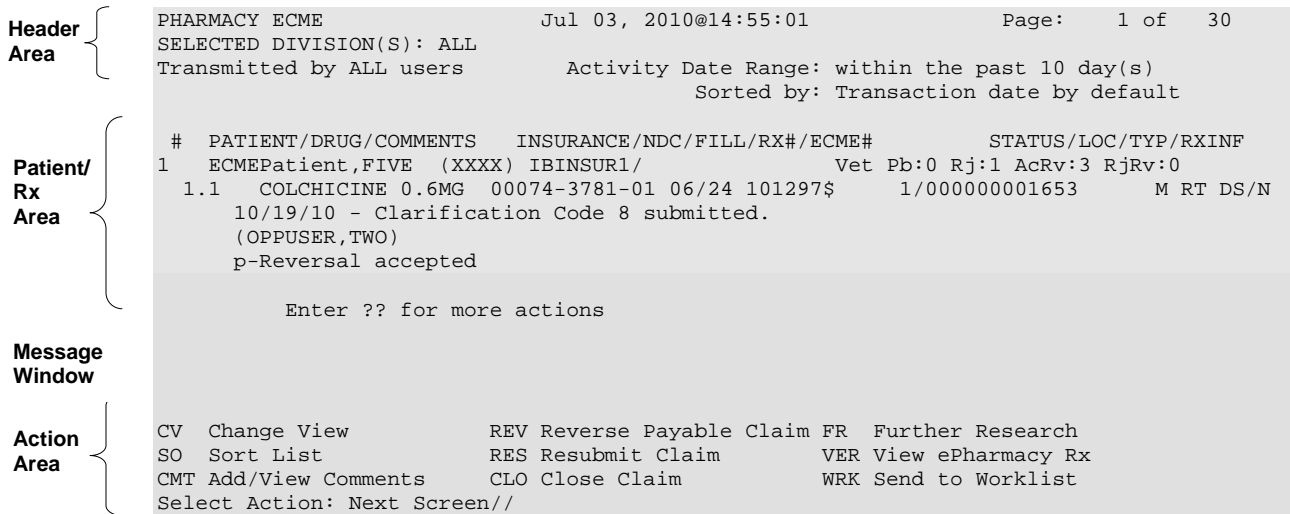 Header
Area
PHARMACY ECME Jul 03, 2010@14:55:01 Page: 1 of 30
SELECTED DIVISION(S): ALL
Transmitted by ALL users Activity Date Range: within the past 10 day(s)
Sorted by: Transaction date by default
Patient/
Rx
Area
# PATIENT/DRUG/COMMENTS INSURANCE/NDC/FILL/RX#/ECME# STATUS/LOC/TYP/RXINF
1 ECMEPatient,FIVE (XXXX) IBINSUR1/ Vet Pb:0 Rj:1 AcRv:3 RjRv:0
1.1 COLCHICINE 0.6MG 00074-3781-01 06/24 101297$ 1/000000001653 M RT DS/N
10/19/10 - Clarification Code 8 submitted.
(OPPUSER,TWO)
p-Reversal accepted
Enter ?? for more actions
Message
Window
Action
Area
CV Change View REV Reverse Payable Claim FR Further Research
SO Sort List RES Resubmit Claim VER View ePharmacy Rx
CMT Add/View Comments CLO Close Claim WRK Send to Worklist
Select Action: Next Screen//